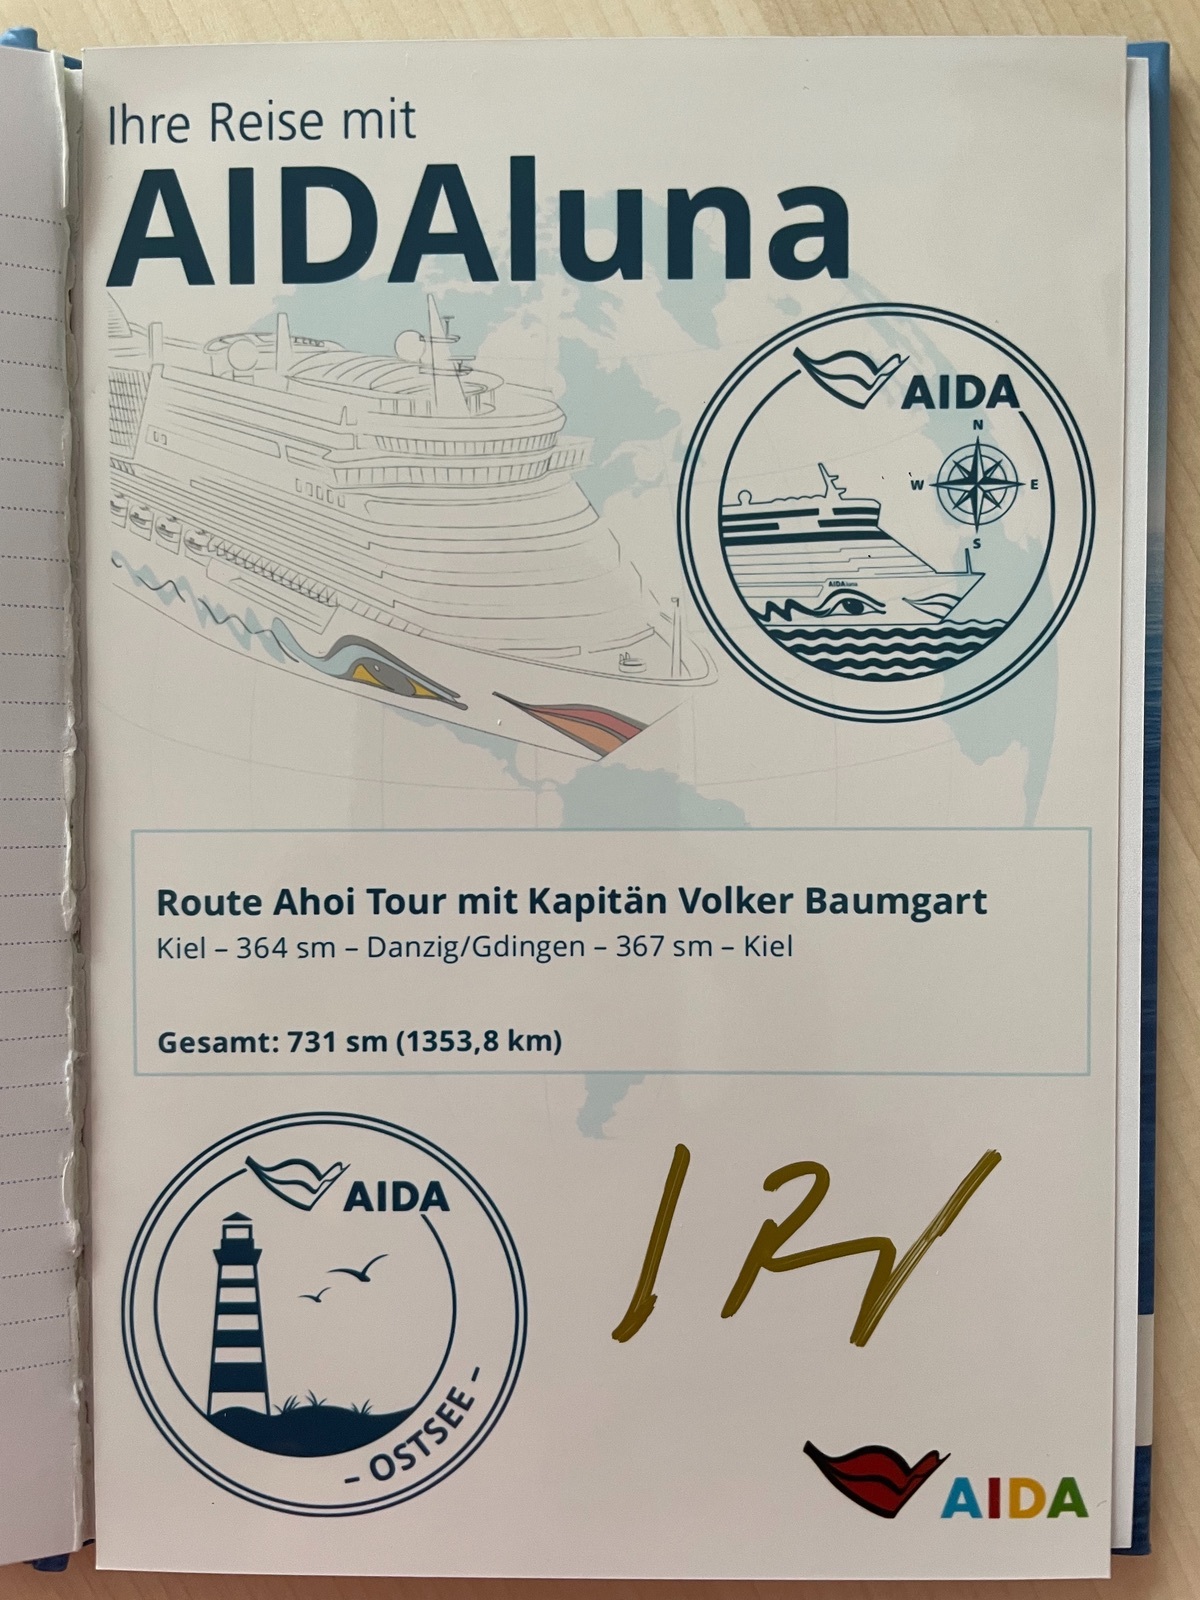 Ihre Reise mit
AIDAluna
AIDA
N
W E
S
AIDAluna
Route Ahoi Tour mit Kapitän Volker Baumgart
Kiel – 364 sm – Danzig/Gdingen – 367 sm – Kiel
Gesamt: 731 sm (1353,8 km)
AIDA
– OSTSEE –
AIDA